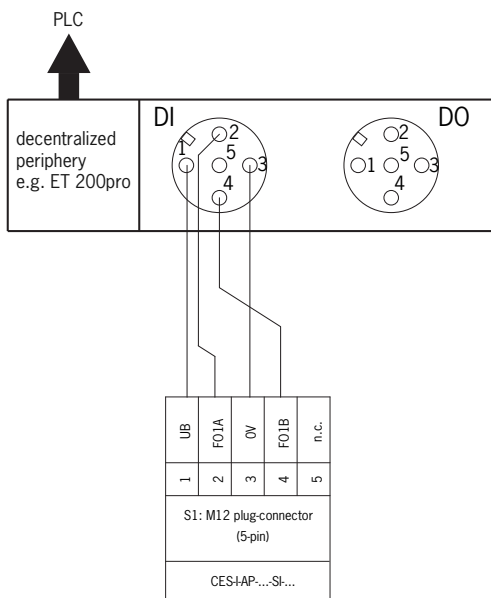 PLC
decentralized
periphery
e.g. ET 200pro
DI
2
1
5
3
4
DO
2
1
5
3
4
UB
FO1A
0V
FO1B
n.c.
1
2
3
4
5
S1: M12 plug-connector
(5-pin)
CES-I-AP-...-SI-...